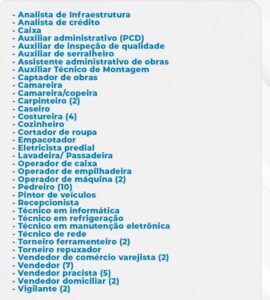 - Analista de Infraestrutura
- Analista de crédito
- Caixa
- Auxiliar administrativo (PCD)
- Auxiliar de inspeção de qualidade
- Auxiliar de serralheiro
- Assistente administrativo de obras
- Auxiliar Técnico de Montagem
- Captador de obras
- Camareira
- Camareira/copeira
- Carpinteiro (2)
- Caseiro
- Costureira (4)
- Cozinheiro
- Cortador de roupa
- Empacotador
- Eletricista predial
- Lavadeira/ Passadeira
- Operador de caixa
- Operador de empilhadeira
- Operador de máquina (2)
- Pedreiro (10)
- Pintor de veículos
- Recepcionista
- Técnico em informática
- Técnico em refrigeração
- Técnico em manutenção eletrônica
- Técnico de rede
- Torneiro ferramenteiro (2)
- Torneiro repuxador
- Vendedor de comércio varejista (2)
- Vendedor (7)
- Vendedor pracista (5)
- Vendedor domiciliar (2)
- Vigilante (2)